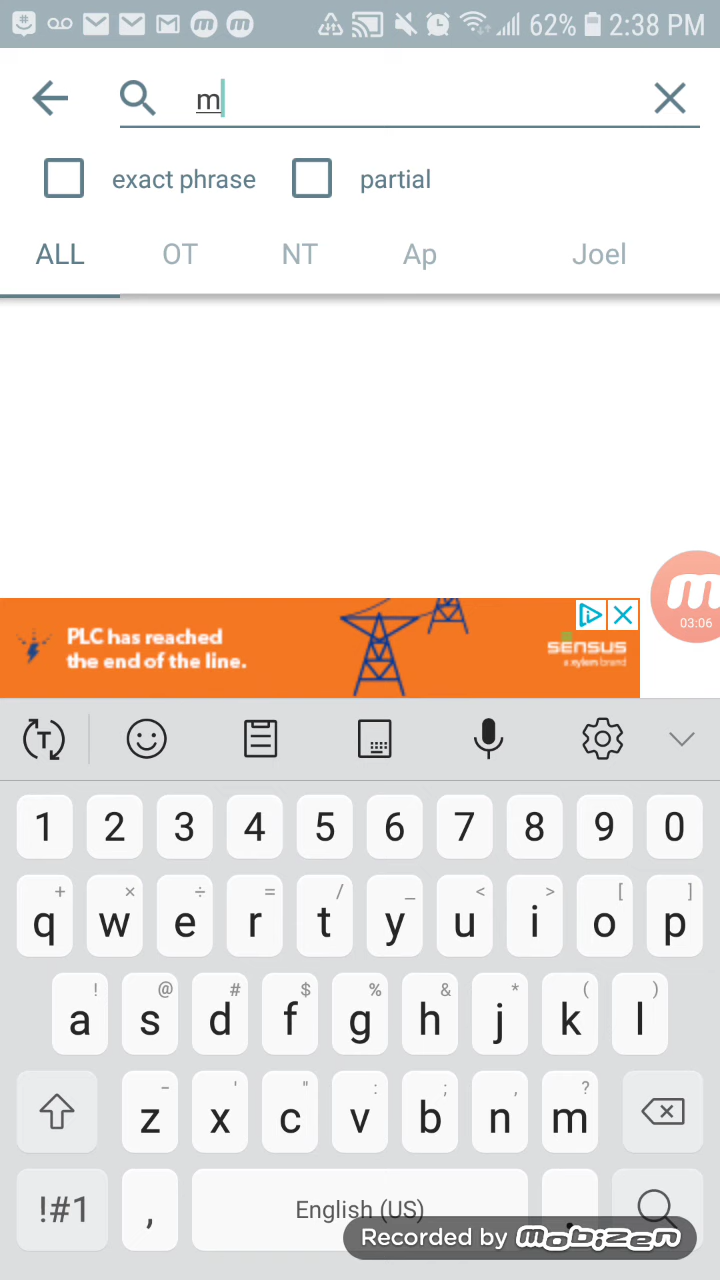 62% 2:38 PM
m
exact phrase partial
ALL OT NT Ap Joel
PLC has reached
the end of the line.
sensus
a xylem brand
03:06
T
1 2 3 4 5 6 7 8 9 0
+ × ÷ = / _ < > [ ]
q w e r t y u i o p
! @ # $ % & * ( )
a s d f g h j k l
- ' " : ; , ?
z x c v b n m
!#1 , English (US) .
Recorded by mobizen